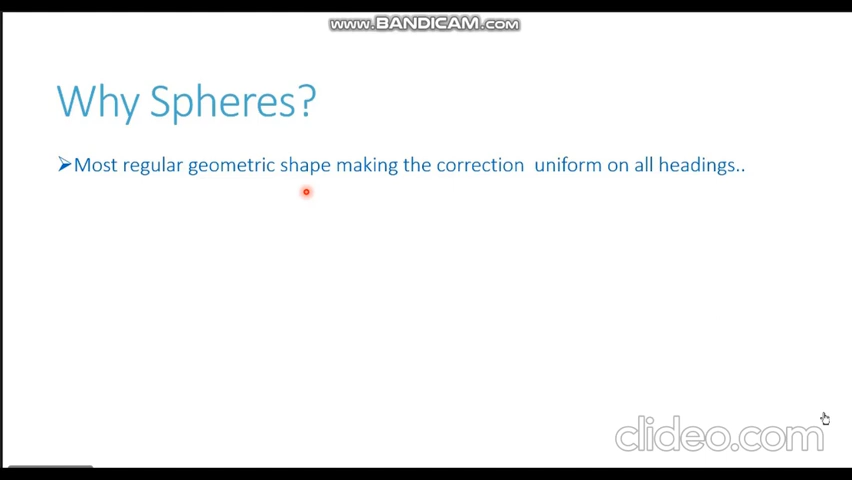 www.BANDICAM.com
Why Spheres?
➢Most regular geometric shape making the correction uniform on all headings..
clideo.com